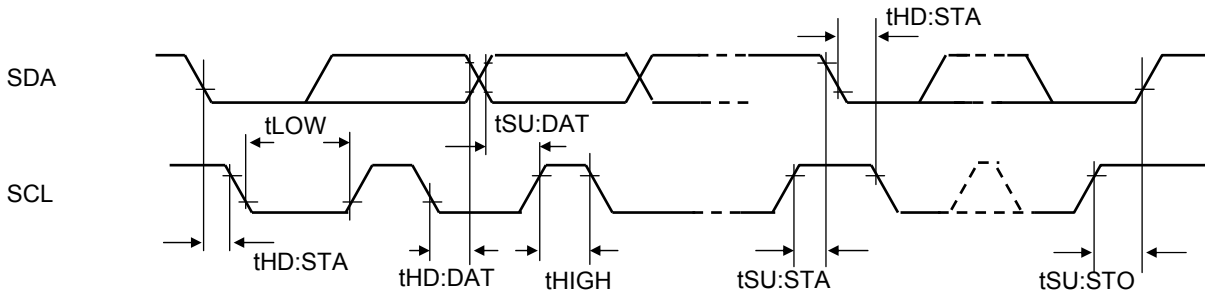 tHD:STA
SDA
tLOW
tSU:DAT
SCL
tHD:STA
tHD:DAT
tHIGH
tSU:STA
tSU:STO